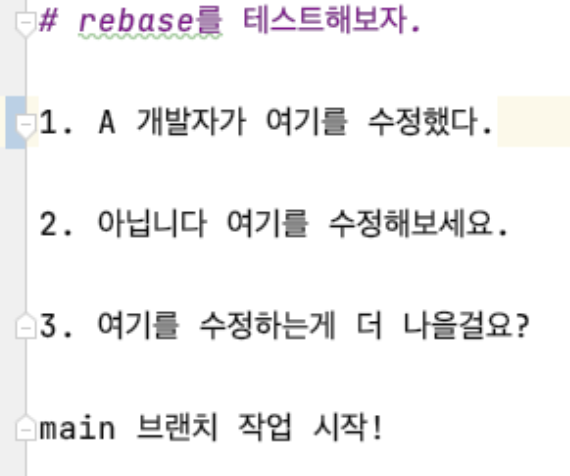 # rebase를 테스트해보자.
1. A 개발자가 여기를 수정했다.
2. 아닙니다 여기를 수정해보세요.
3. 여기를 수정하는게 더 나을걸요?
main 브랜치 작업 시작!